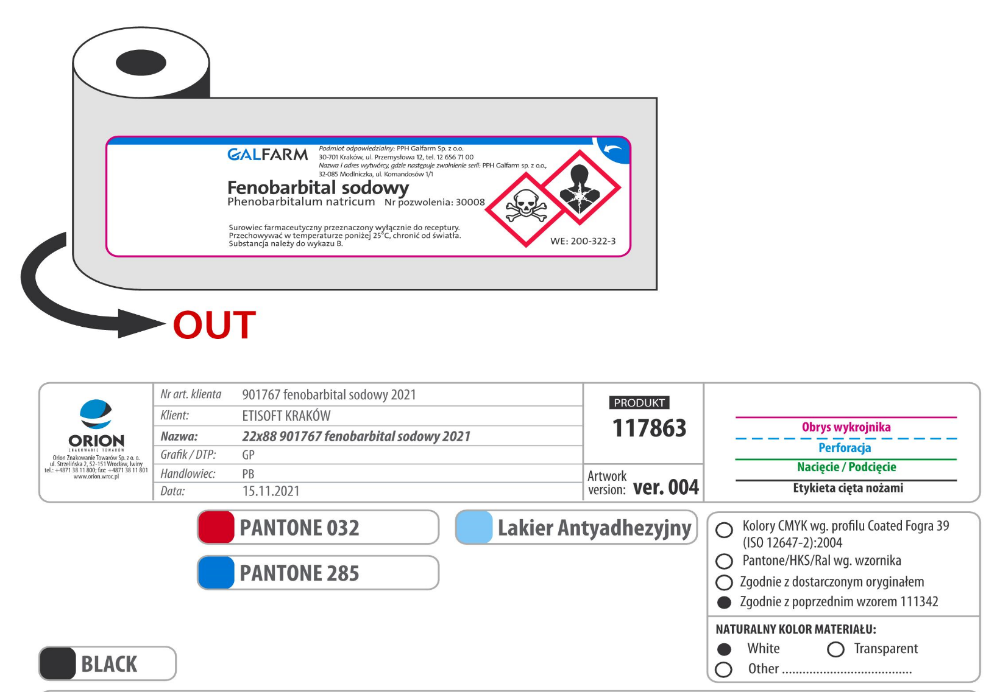 GALFARM
Podmiot odpowiedzialny: PPH Galfarm Sp. z o.o.
30-701 Kraków, ul. Przemysłowa 12, tel. 12 656 71 00
Nazwa i adres wytwórcy, gdzie następuje zwolnienie serii: PPH Galfarm sp. z o.o.,
32-085 Modlniczka, ul. Komandosów 1/1
Fenobarbital sodowy
Phenobarbitalum natricum Nr pozwolenia: 30008
Surowiec farmaceutyczny przeznaczony wyłącznie do receptury.
Przechowywać w temperaturze poniżej 25°C, chronić od światła.
Substancja należy do wykazu B.
WE: 200-322-3
OUT
ORION
ZNAKOWANIE TOWARÓW
Orion Znakowanie Towarów Sp. z o. o.
ul. Strzelińska 2, 52-151 Wrocław, Iwiny
tel.: +4871 38 11 800; fax: +4871 38 11 801
www.orion.wroc.pl
Nr art. klienta 901767 fenobarbital sodowy 2021
Klient: ETISOFT KRAKÓW
Nazwa: 22x88 901767 fenobarbital sodowy 2021
Grafik / DTP: GP
Handlowiec: PB
Data: 15.11.2021
PRODUKT
117863
Artwork
version: ver. 004
Obrys wykrojnika
Perforacja
Nacięcie / Podcięcie
Etykieta cięta nożami
PANTONE 032
Lakier Antyadhezyjny
PANTONE 285
BLACK
Kolory CMYK wg. profilu Coated Fogra 39
(ISO 12647-2):2004
Pantone/HKS/Ral wg. wzornika
Zgodnie z dostarczonym oryginałem
Zgodnie z poprzednim wzorem 111342
NATURALNY KOLOR MATERIAŁU:
White Transparent
Other ......................................